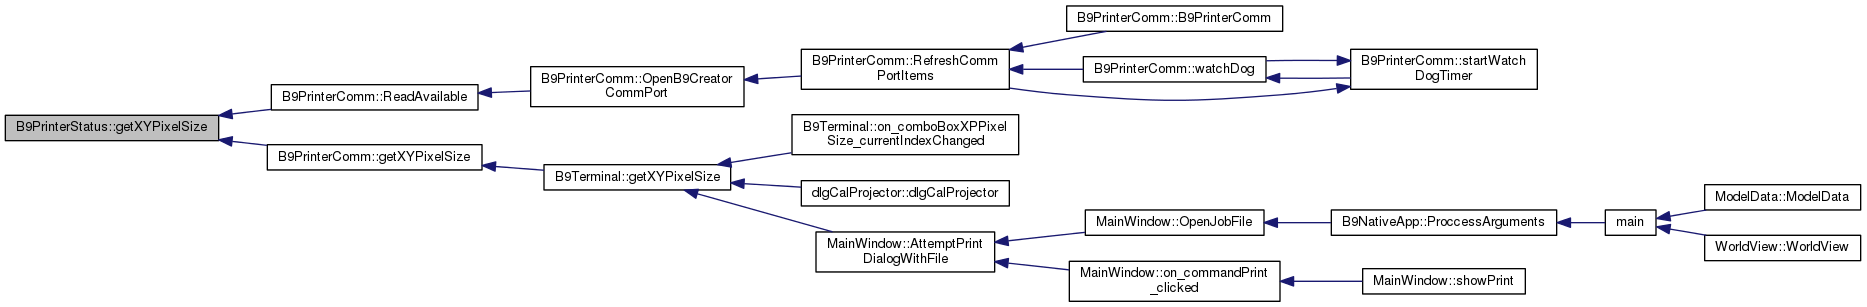 B9PrinterStatus::getXYPixelSize
B9PrinterComm::ReadAvailable
B9PrinterComm::getXYPixelSize
B9PrinterComm::OpenB9Creator
CommPort
B9Terminal::getXYPixelSize
B9PrinterComm::RefreshComm
PortItems
B9Terminal::on_comboBoxXPPixel
Size_currentIndexChanged
dlgCalProjector::dlgCalProjector
MainWindow::AttemptPrint
DialogWithFile
B9PrinterComm::B9PrinterComm
B9PrinterComm::watchDog
B9PrinterComm::startWatch
DogTimer
MainWindow::OpenJobFile
MainWindow::on_commandPrint
_clicked
B9NativeApp::ProccessArguments
MainWindow::showPrint
main
ModelData::ModelData
WorldView::WorldView